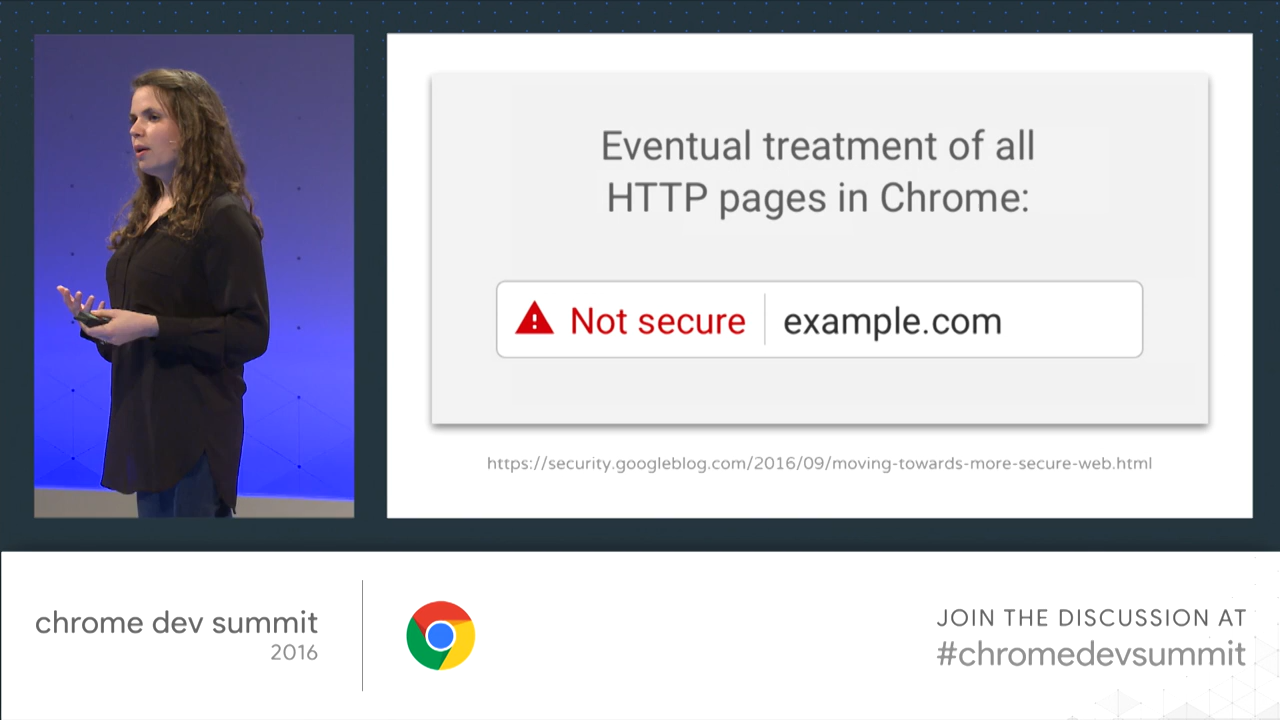 Eventual treatment of all
HTTP pages in Chrome:
Not secure
example.com
https://security.googleblog.com/2016/09/moving-towards-more-secure-web.html
chrome dev summit
2016
JOIN THE DISCUSSION AT
#chromedevsummit